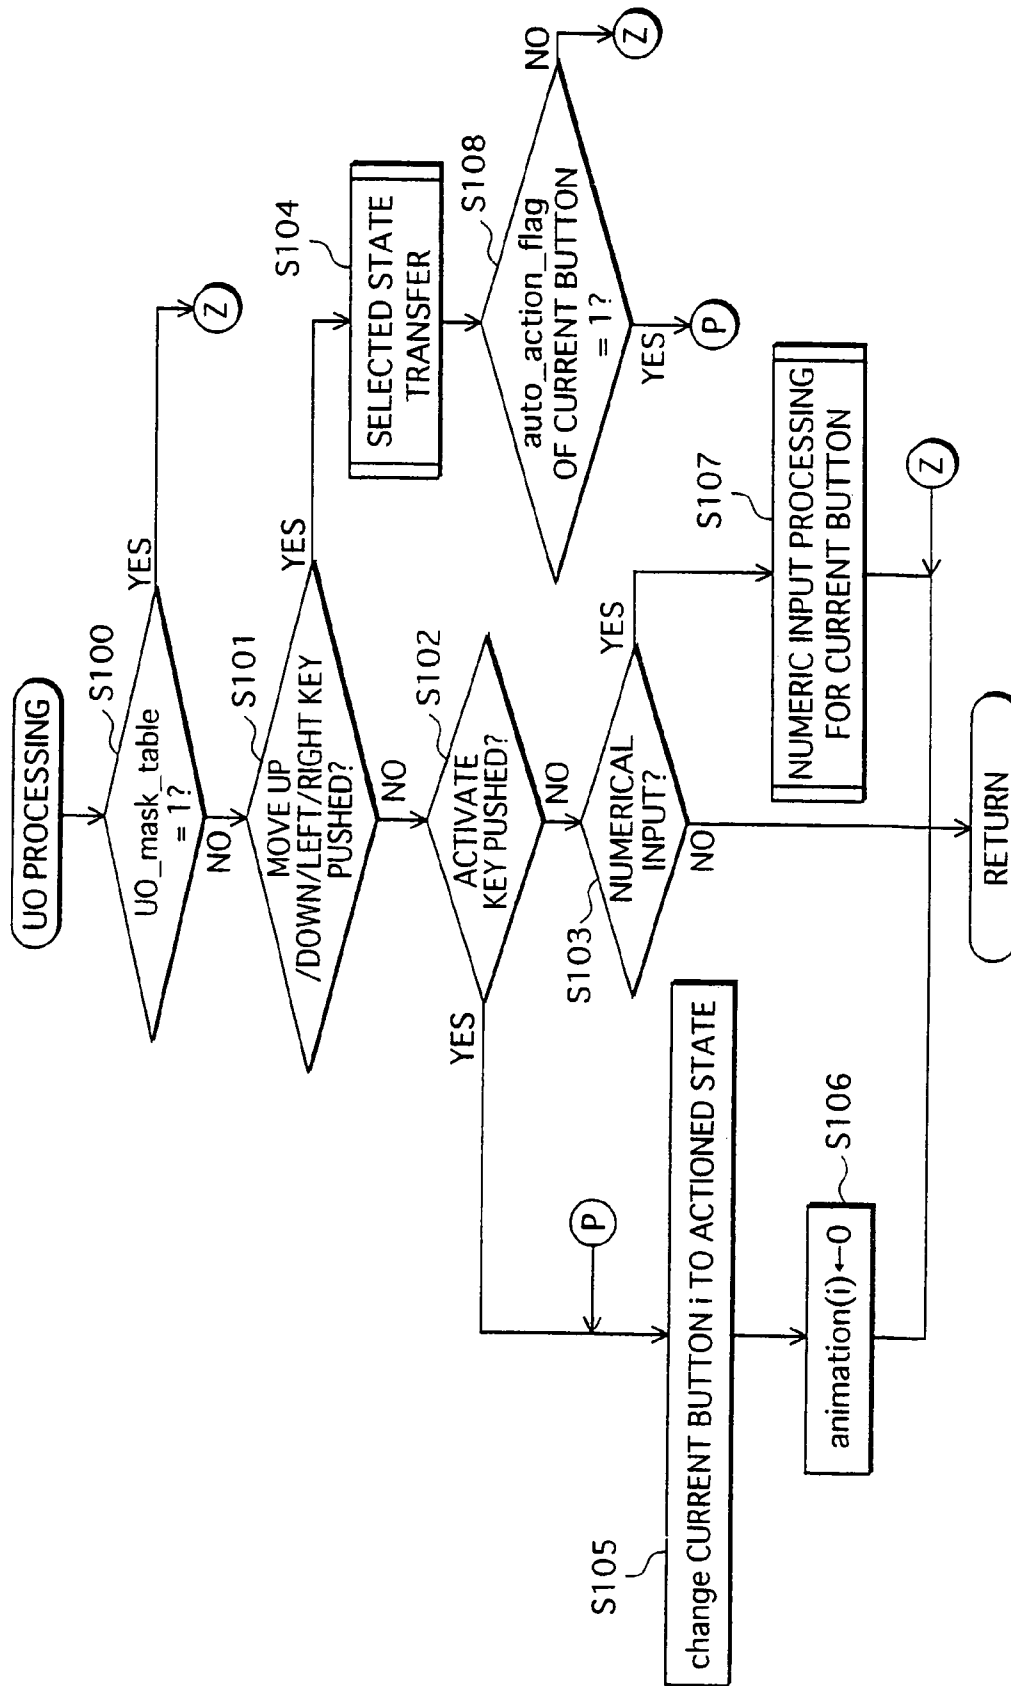 UO PROCESSING
S100
UO_mask_table
= 1?
YES
Z
NO
S101
MOVE UP
/DOWN/LEFT/RIGHT KEY
PUSHED?
YES
NO
S104
SELECTED STATE
TRANSFER
S108
auto_action_flag
OF CURRENT BUTTON
= 1?
NO
Z
YES
P
S102
ACTIVATE
KEY PUSHED?
YES
NO
S103
NUMERICAL
INPUT?
YES
NO
S107
NUMERIC INPUT PROCESSING
FOR CURRENT BUTTON
Z
P
S105
change CURRENT BUTTON i TO ACTIONED STATE
S106
animation(i)←0
RETURN